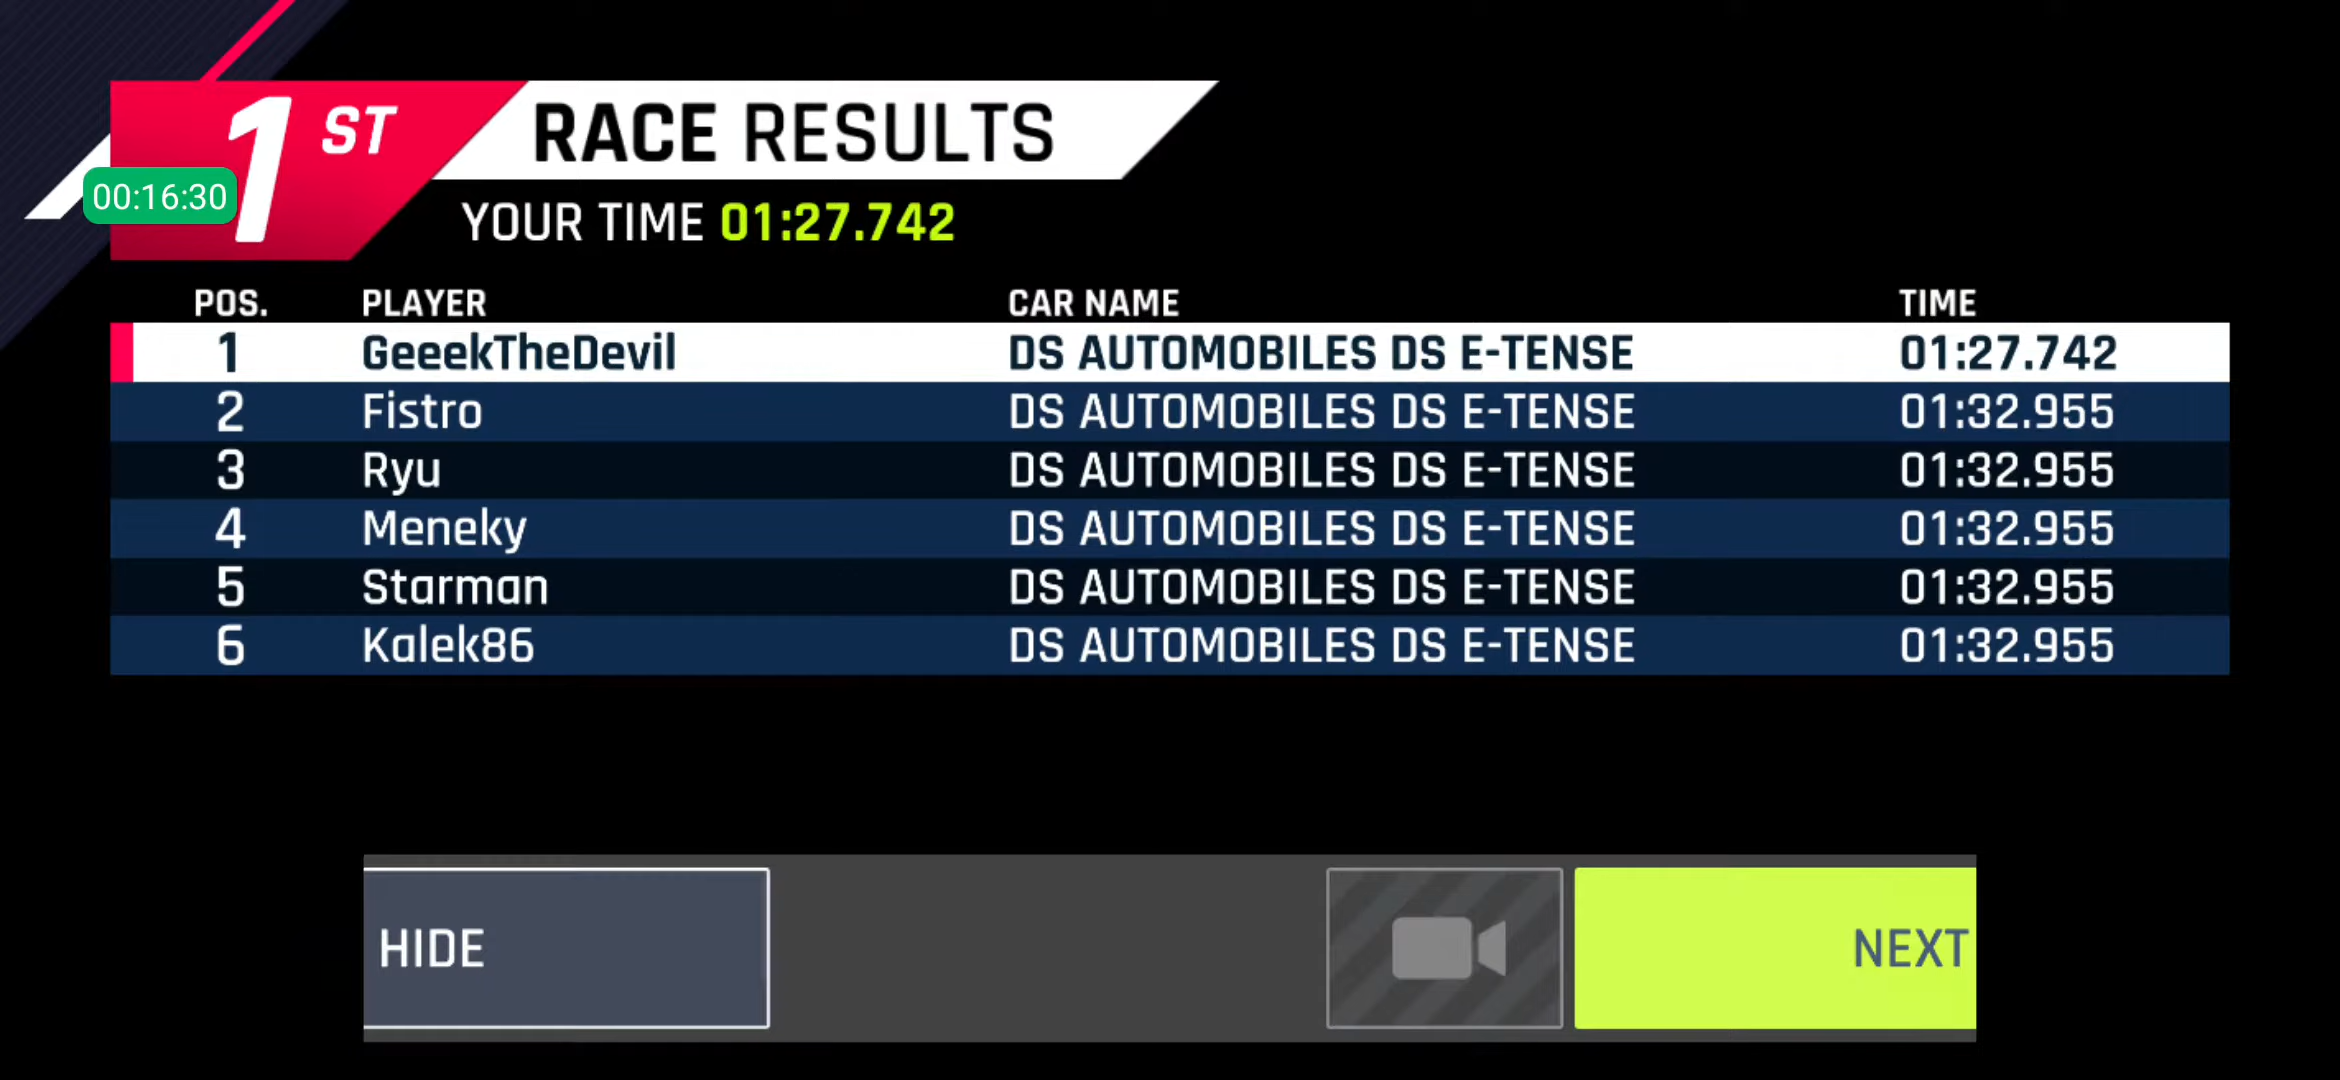 1ST
RACE RESULTS
00:16:30
YOUR TIME 01:27.742
POS. PLAYER CAR NAME TIME
1 GeeekTheDevil DS AUTOMOBILES DS E-TENSE 01:27.742
2 Fistro DS AUTOMOBILES DS E-TENSE 01:32.955
3 Ryu DS AUTOMOBILES DS E-TENSE 01:32.955
4 Meneky DS AUTOMOBILES DS E-TENSE 01:32.955
5 Starman DS AUTOMOBILES DS E-TENSE 01:32.955
6 Kalek86 DS AUTOMOBILES DS E-TENSE 01:32.955
HIDE NEXT